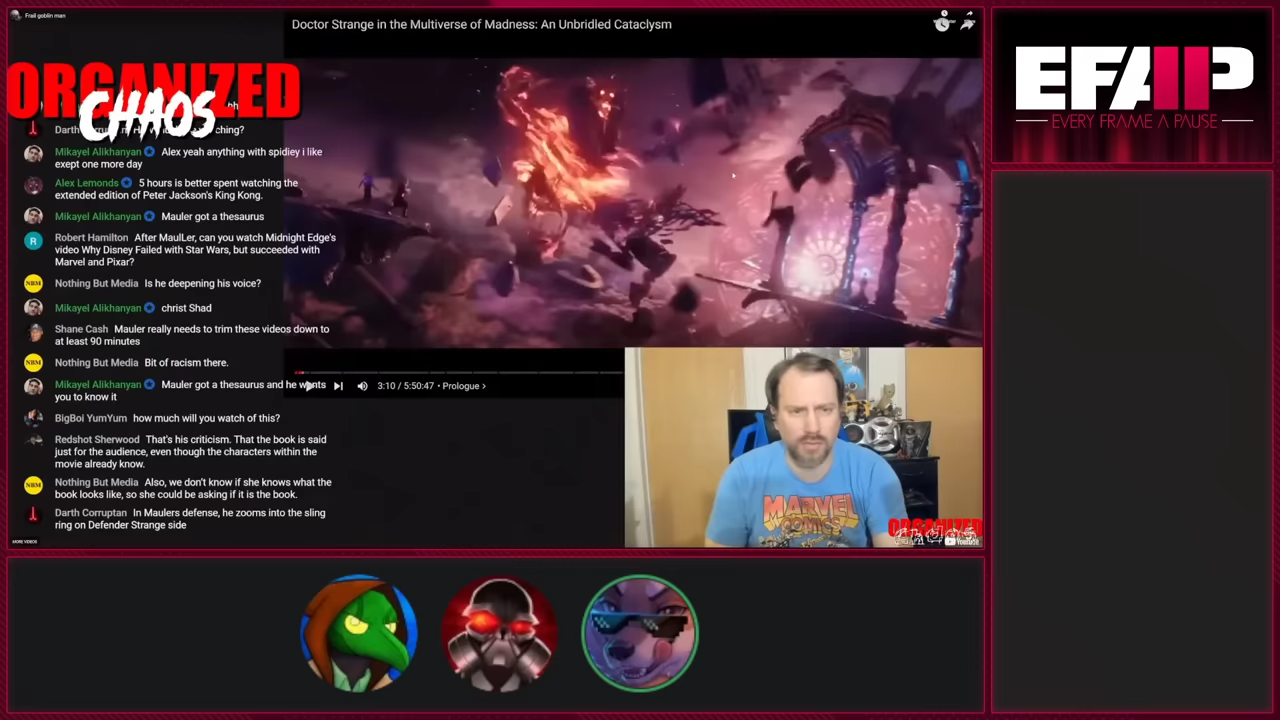 Frail goblin man
Doctor Strange in the Multiverse of Madness: An Unbridled Cataclysm
ORGANIZED
CHAOS
EFAP
EVERY FRAME A PAUSE
ching?
Mikayel Alikhanyan Alex yeah anything with spidiey i like
exept one more day
Alex Lemonds 5 hours is better spent watching the
extended edition of Peter Jackson's King Kong.
Mikayel Alikhanyan Mauler got a thesaurus
Robert Hamilton After MaulLer, can you watch Midnight Edge's
video Why Disney Failed with Star Wars, but succeeded with
Marvel and Pixar?
Nothing But Media Is he deepening his voice?
Mikayel Alikhanyan christ Shad
Shane Cash Mauler really needs to trim these videos down to
at least 90 minutes
Nothing But Media Bit of racism there.
Mikayel Alikhanyan Mauler got a thesaurus and he wants
you to know it
3:10 / 5:50:47 • Prologue
BigBoi YumYum how much will you watch of this?
Redshot Sherwood That's his criticism. That the book is said
just for the audience, even though the characters within the
movie already know.
Nothing But Media Also, we don't know if she knows what the
book looks like, so she could be asking if it is the book.
Darth Corruptan In Maulers defense, he zooms into the sling
ring on Defender Strange side
MORE VIDEOS
MARVEL
COMICS
ORGANIZED
YouTube